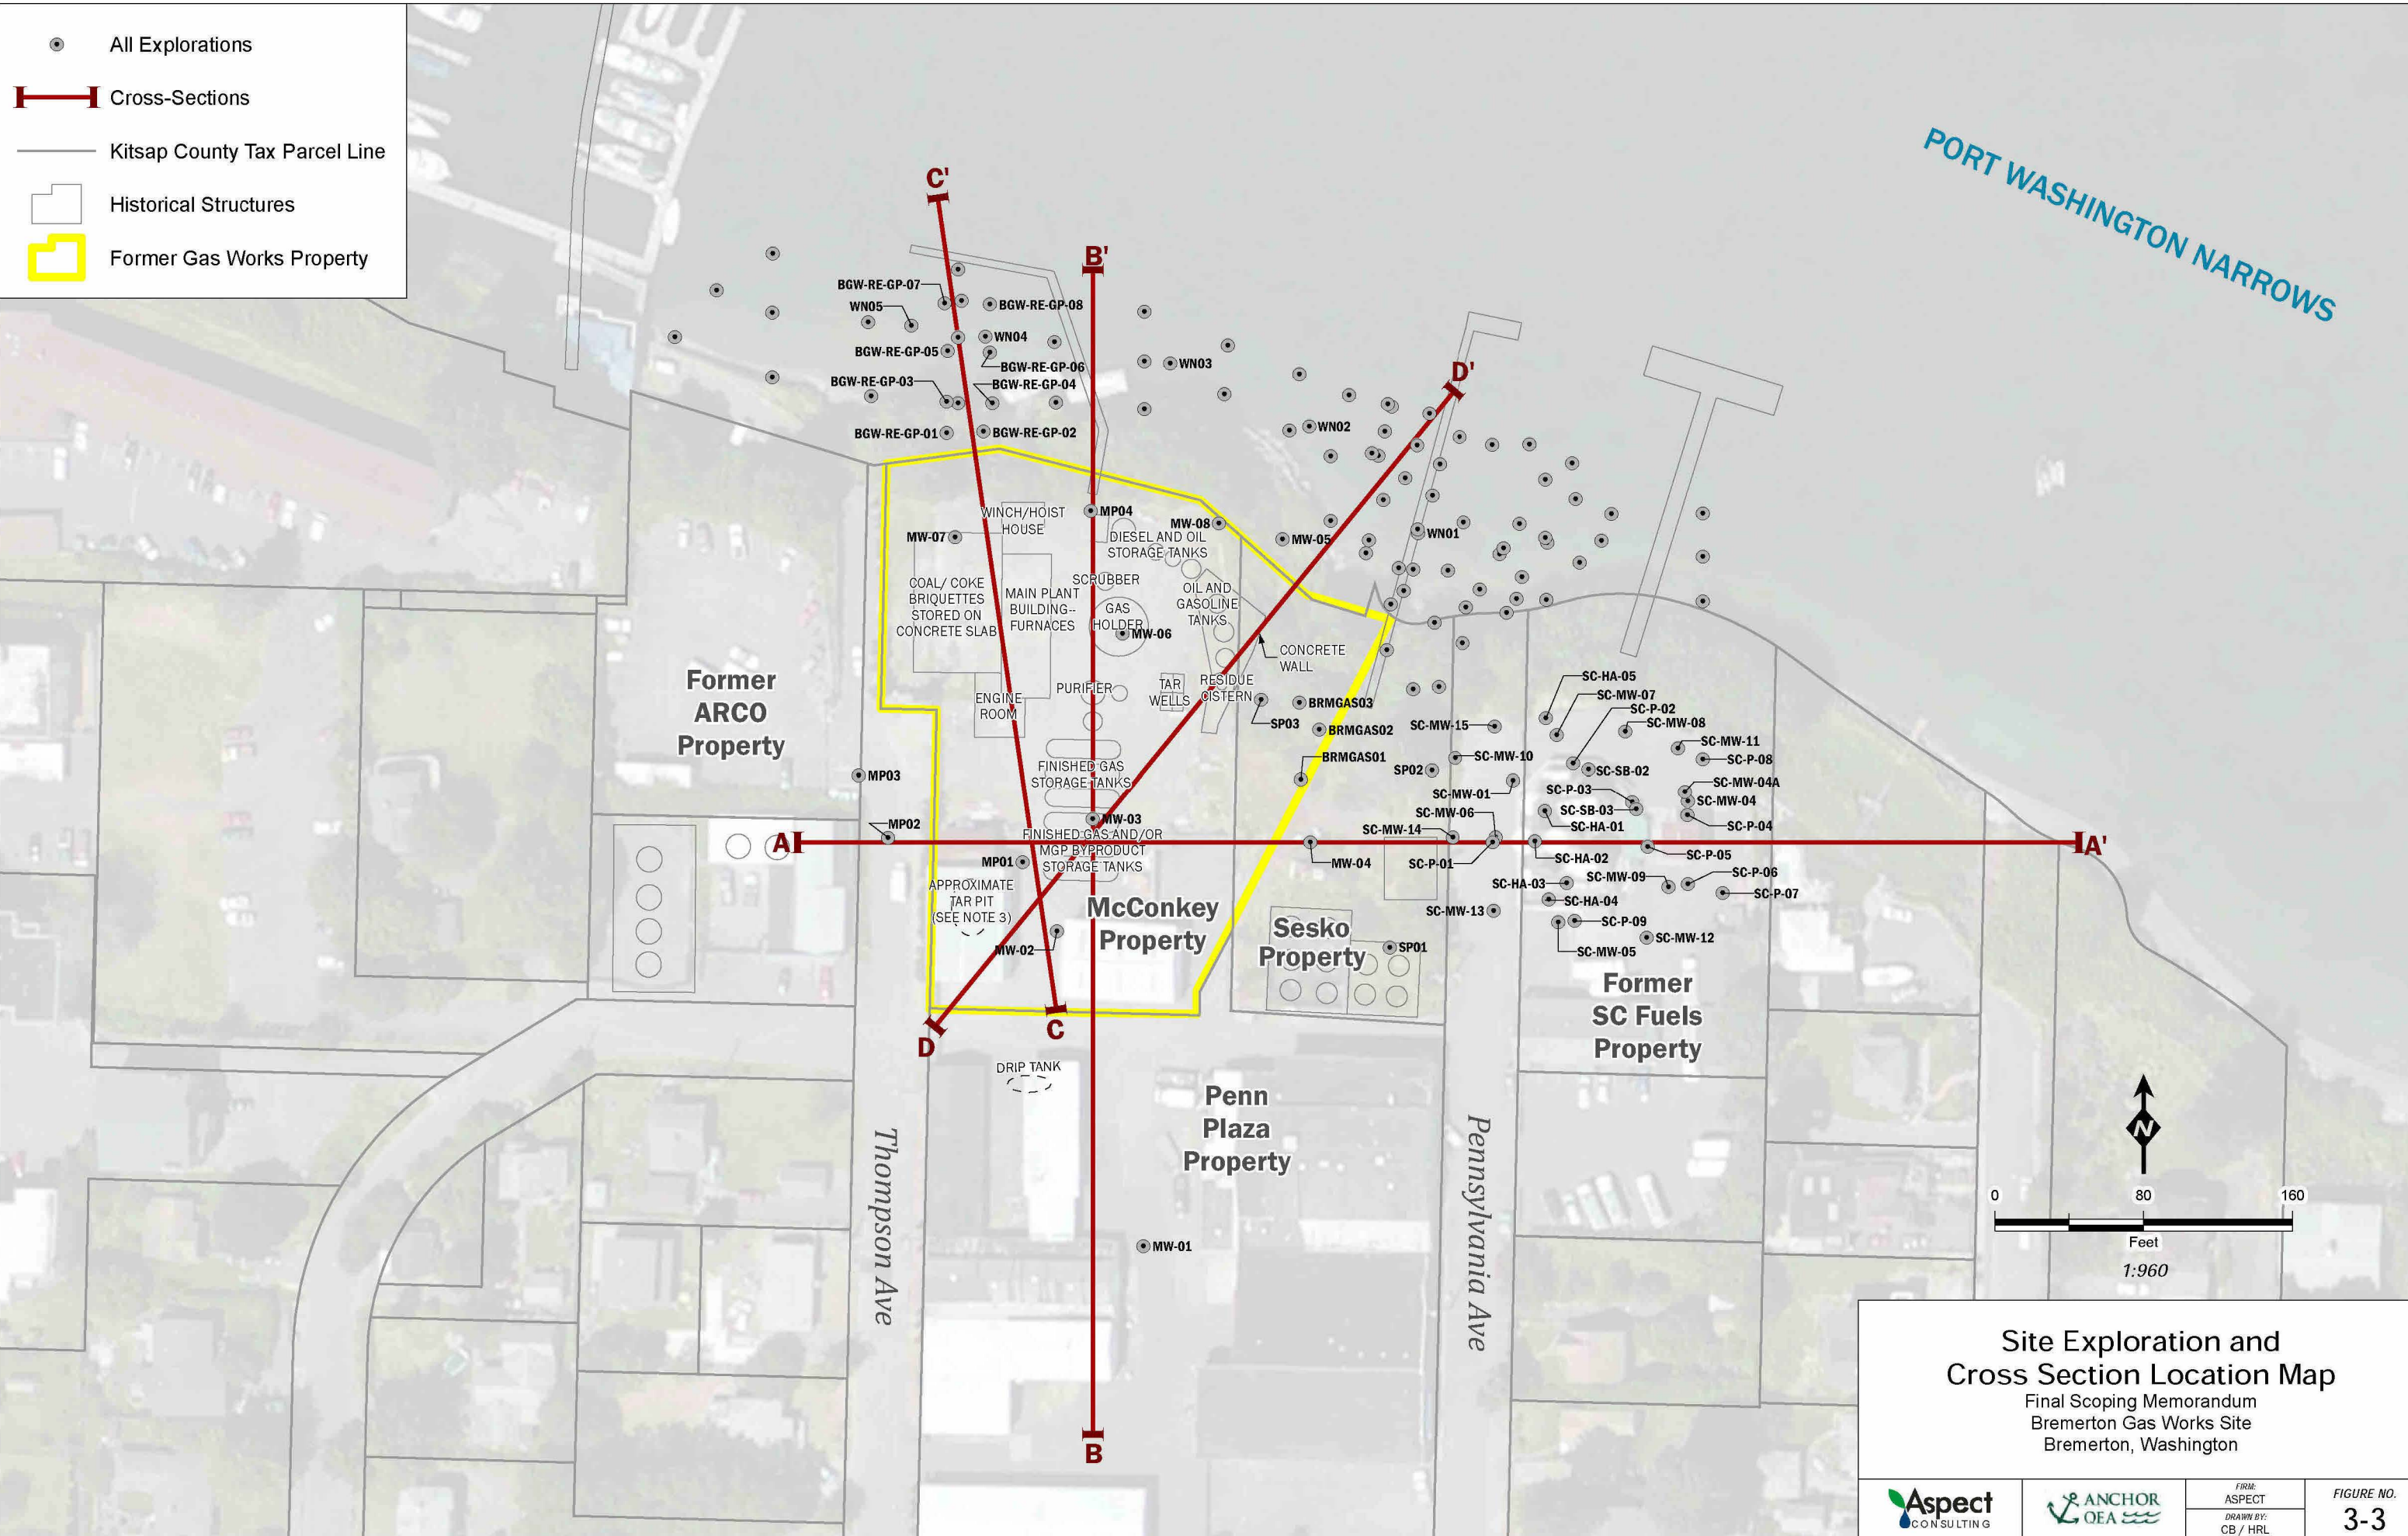 All Explorations
Cross-Sections
Kitsap County Tax Parcel Line
Historical Structures
Former Gas Works Property
PORT WASHINGTON NARROWS
C'
B'
D'
BGW-RE-GP-07
BGW-RE-GP-08
WN05
WN04
BGW-RE-GP-05
BGW-RE-GP-06
WN03
BGW-RE-GP-03
BGW-RE-GP-04
BGW-RE-GP-01
BGW-RE-GP-02
WN02
WINCH/HOIST
HOUSE
MP04
MW-08
MW-07
DIESEL AND OIL
STORAGE TANKS
MW-05
WN01
COAL/ COKE
BRIQUETTES
STORED ON
CONCRETE SLAB
MAIN PLANT
BUILDING--
FURNACES
SCRUBBER
GAS
HOLDER
MW-06
OIL AND
GASOLINE
TANKS
CONCRETE
WALL
ENGINE
ROOM
PURIFIER
TAR
WELLS
RESIDUE
CISTERN
SP03
BRMGAS03
BRMGAS02
BRMGAS01
Former
ARCO
Property
FINISHED GAS
STORAGE TANKS
MP03
MP02
MW-03
FINISHED GAS AND/OR
MGP BYPRODUCT
STORAGE TANKS
A
A'
MP01
APPROXIMATE
TAR PIT
(SEE NOTE 3)
MW-02
McConkey
Property
MW-04
Sesko
Property
SP01
SP02
SC-HA-05
SC-MW-07
SC-P-02
SC-MW-08
SC-MW-15
SC-MW-11
SC-MW-10
SC-P-08
SC-SB-02
SC-MW-04A
SC-MW-01
SC-P-03
SC-MW-04
SC-MW-06
SC-SB-03
SC-MW-14
SC-HA-01
SC-P-04
SC-P-01
SC-HA-02
SC-P-05
SC-HA-03
SC-MW-09
SC-P-06
SC-P-07
SC-HA-04
SC-MW-13
SC-P-09
SC-MW-12
SC-MW-05
Former
SC Fuels
Property
D
C
DRIP TANK
Penn
Plaza
Property
Thompson Ave
Pennsylvania Ave
MW-01
B
N
0 80 160
Feet
1:960
Site Exploration and
Cross Section Location Map
Final Scoping Memorandum
Bremerton Gas Works Site
Bremerton, Washington
Aspect
CONSULTING
ANCHOR
QEA
FIRM:
ASPECT
DRAWN BY:
CB / HRL
FIGURE NO.
3-3